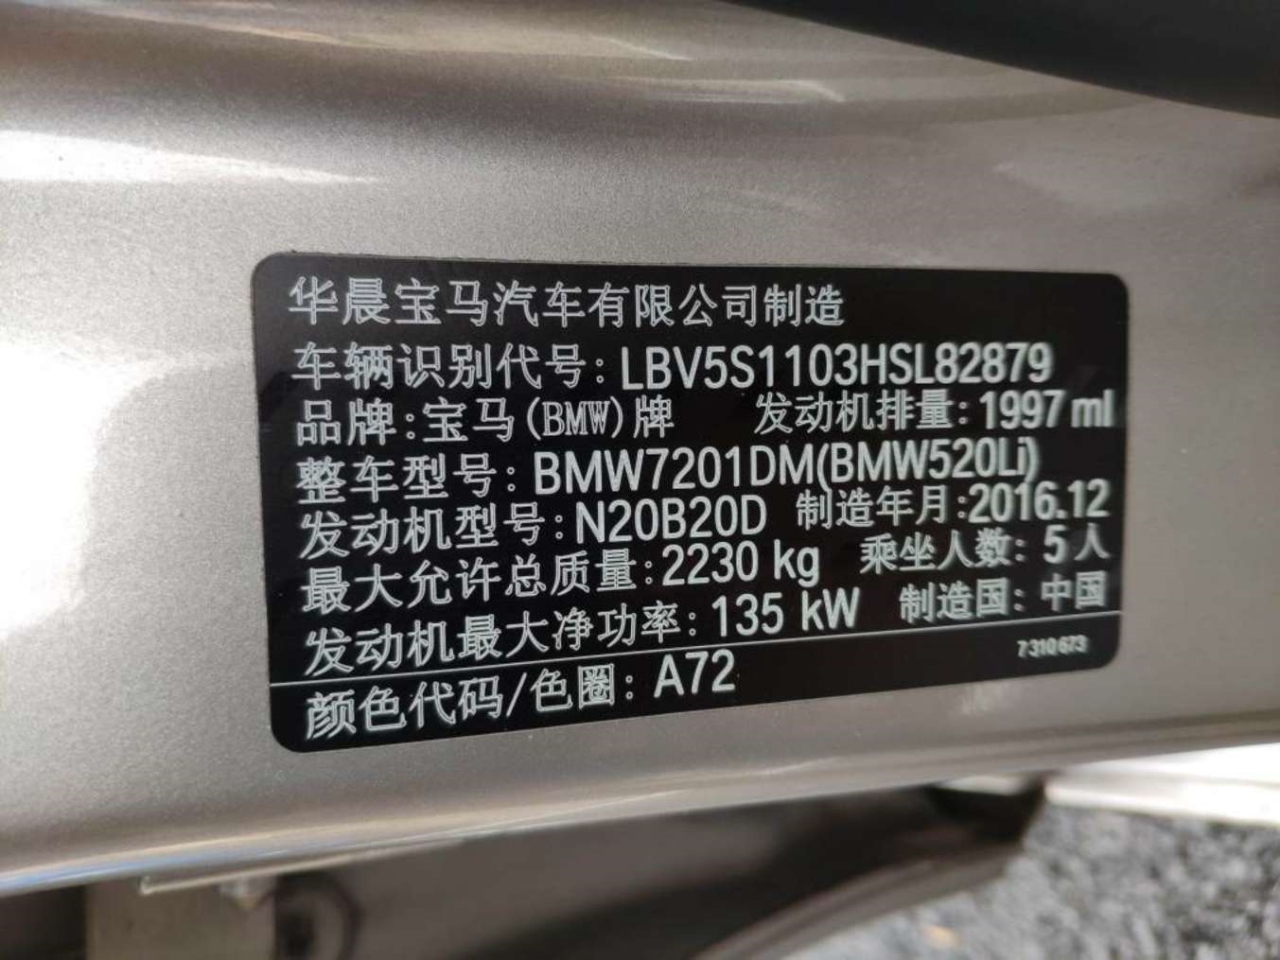 华晨宝马汽车有限公司制造
车辆识别代号: LBV5S1103HSL82879
品牌:宝马(BMW)牌 发动机排量: 1997 ml
整车型号: BMW7201DM(BMW520Li)
发动机型号: N20B20D 制造年月:2016.12
最大允许总质量:2230 kg 乘坐人数: 5人
发动机最大净功率: 135 kW 制造国: 中国
7 310 673
颜色代码/色圈: A72